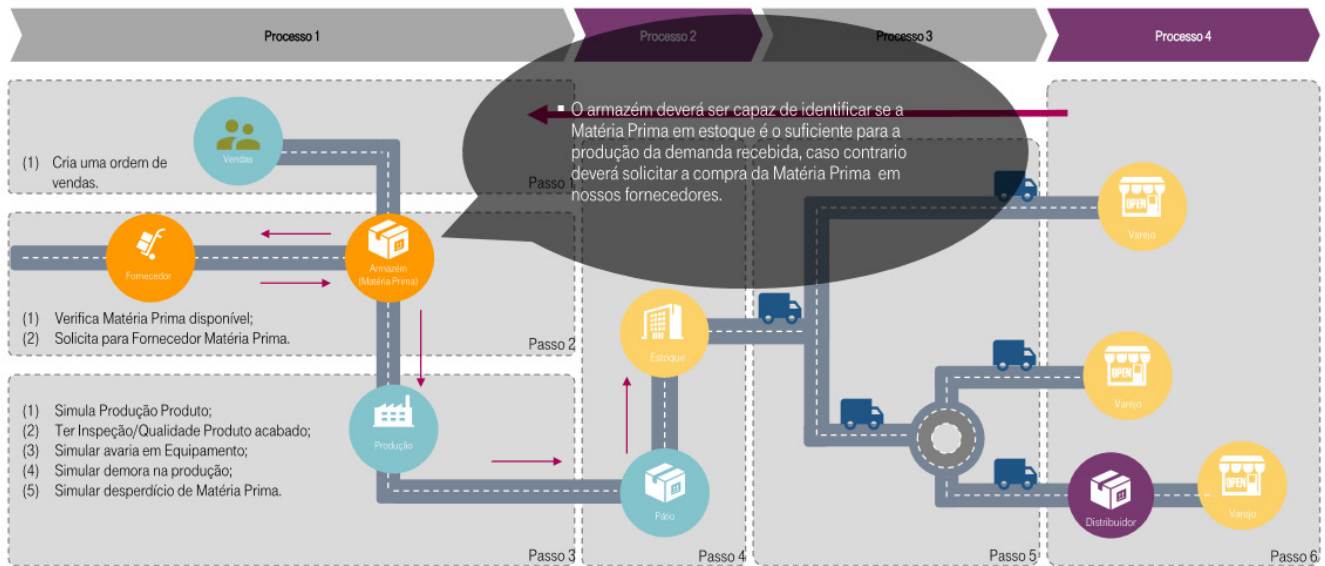 Processo 1
Processo 2
Processo 3
Processo 4
▪ O armazém deverá ser capaz de identificar se a
Matéria Prima em estoque é o suficiente para a
produção da demanda recebida, caso contrario
deverá solicitar a compra da Matéria Prima em
nossos fornecedores.
Vendas
(1) Cria uma ordem de
vendas.
Passo 1
Fornecedor
Armazém
(Matéria Prima)
(1) Verifica Matéria Prima disponível;
(2) Solicita para Fornecedor Matéria Prima.
Passo 2
(1) Simula Produção Produto;
(2) Ter Inspeção/Qualidade Produto acabado;
(3) Simular avaria em Equipamento;
(4) Simular demora na produção;
(5) Simular desperdício de Matéria Prima.
Produção
Passo 3
Estoque
Pátio
Passo 4
Passo 5
OPEN
Varejo
OPEN
Varejo
Distribuidor
OPEN
Varejo
Passo 6